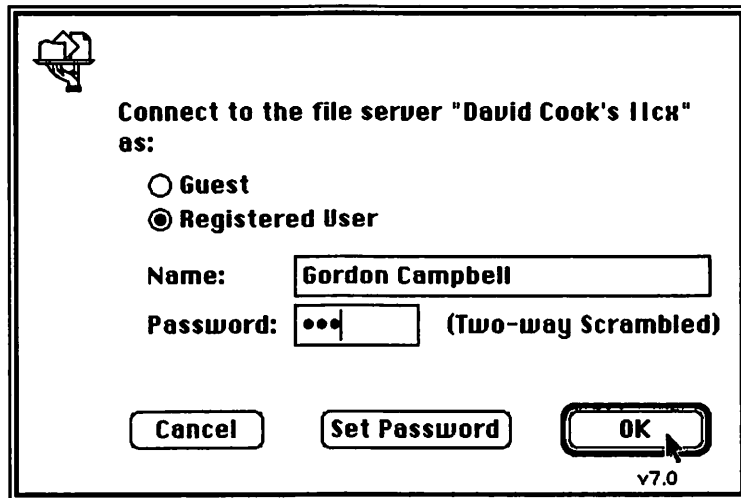 Connect to the file server "David Cook's IIcx"
as:
Guest
Registered User
Name: Gordon Campbell
Password: ••• (Two-way Scrambled)
Cancel Set Password OK
v7.0